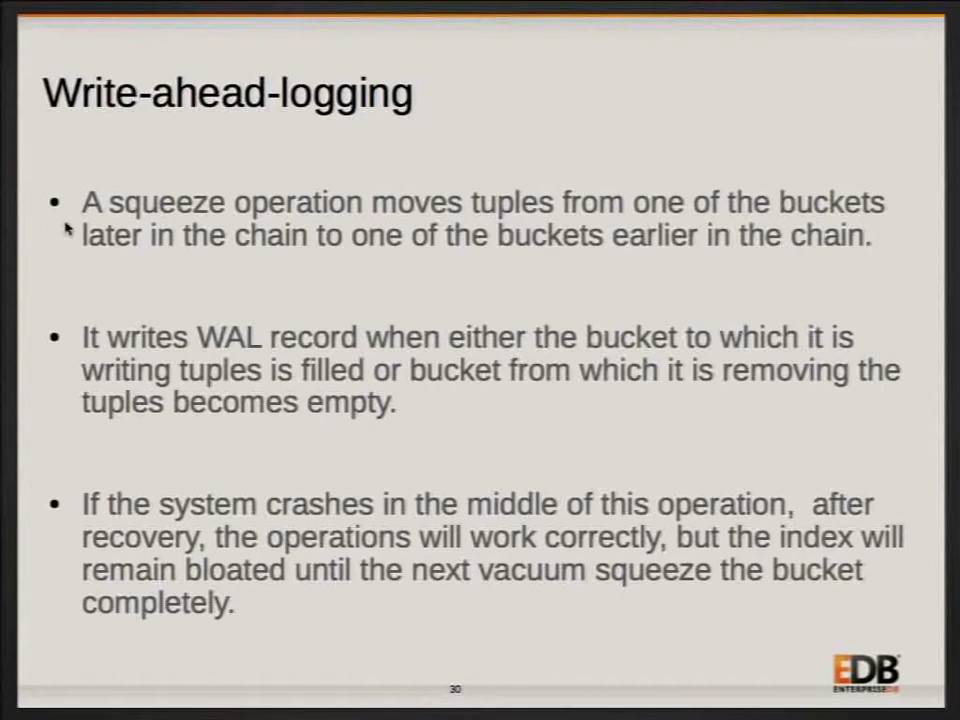 Write-ahead-logging
• A squeeze operation moves tuples from one of the buckets
later in the chain to one of the buckets earlier in the chain.
• It writes WAL record when either the bucket to which it is
writing tuples is filled or bucket from which it is removing the
tuples becomes empty.
• If the system crashes in the middle of this operation, after
recovery, the operations will work correctly, but the index will
remain bloated until the next vacuum squeeze the bucket
completely.
30
EDB
ENTERPRISEDB